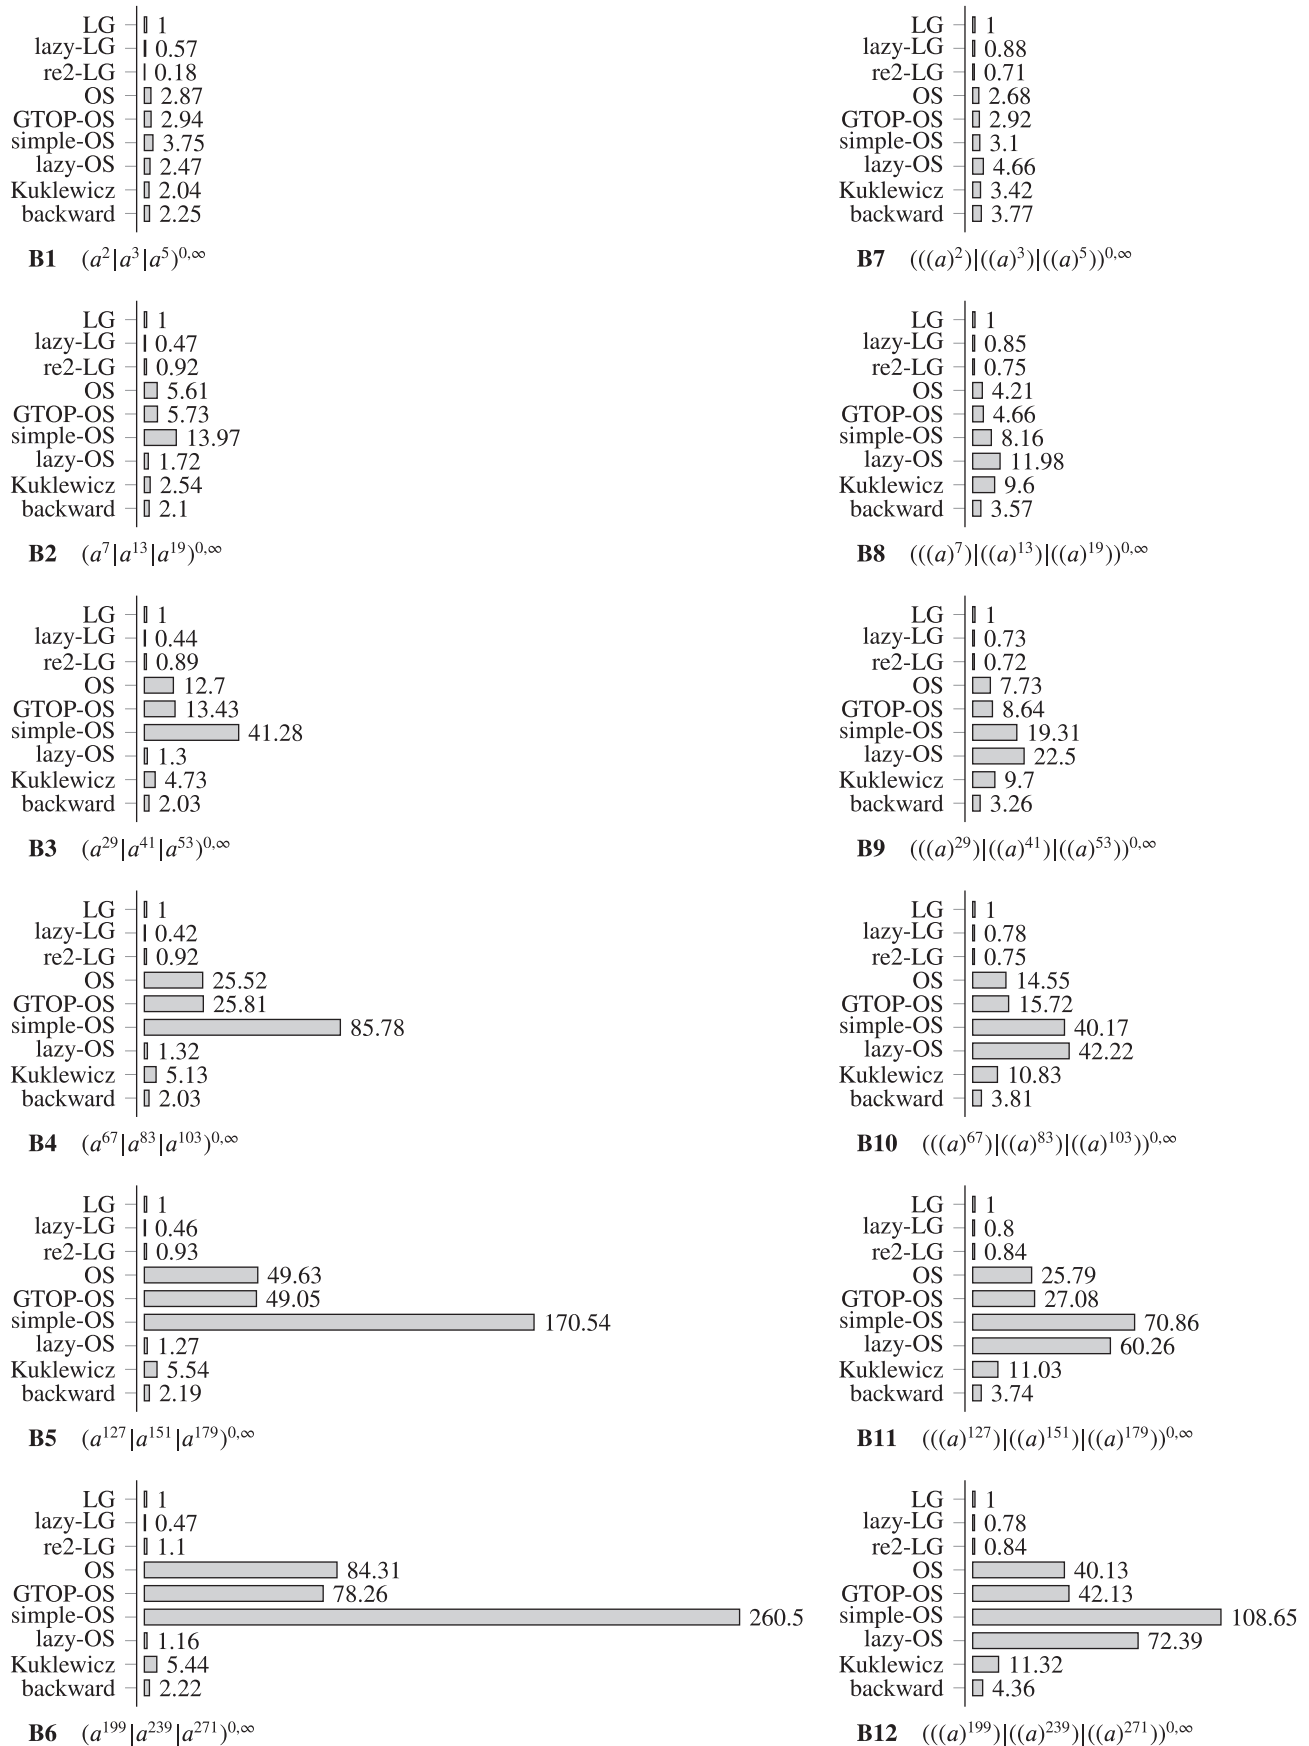 LG 1
lazy-LG 0.57
re2-LG 0.18
OS 2.87
GTOP-OS 2.94
simple-OS 3.75
lazy-OS 2.47
Kuklewicz 2.04
backward 2.25
B1 (a²|a³|a⁵)⁰,∞
LG 1
lazy-LG 0.47
re2-LG 0.92
OS 5.61
GTOP-OS 5.73
simple-OS 13.97
lazy-OS 1.72
Kuklewicz 2.54
backward 2.1
B2 (a⁷|a¹³|a¹⁹)⁰,∞
LG 1
lazy-LG 0.44
re2-LG 0.89
OS 12.7
GTOP-OS 13.43
simple-OS 41.28
lazy-OS 1.3
Kuklewicz 4.73
backward 2.03
B3 (a²⁹|a⁴¹|a⁵³)⁰,∞
LG 1
lazy-LG 0.42
re2-LG 0.92
OS 25.52
GTOP-OS 25.81
simple-OS 85.78
lazy-OS 1.32
Kuklewicz 5.13
backward 2.03
B4 (a⁶⁷|a⁸³|a¹⁰³)⁰,∞
LG 1
lazy-LG 0.46
re2-LG 0.93
OS 49.63
GTOP-OS 49.05
simple-OS 170.54
lazy-OS 1.27
Kuklewicz 5.54
backward 2.19
B5 (a¹²⁷|a¹⁵¹|a¹⁷⁹)⁰,∞
LG 1
lazy-LG 0.47
re2-LG 1.1
OS 84.31
GTOP-OS 78.26
simple-OS 260.5
lazy-OS 1.16
Kuklewicz 5.44
backward 2.22
B6 (a¹⁹⁹|a²³⁹|a²⁷¹)⁰,∞
LG 1
lazy-LG 0.88
re2-LG 0.71
OS 2.68
GTOP-OS 2.92
simple-OS 3.1
lazy-OS 4.66
Kuklewicz 3.42
backward 3.77
B7 (((a)²)|((a)³)|((a)⁵))⁰,∞
LG 1
lazy-LG 0.85
re2-LG 0.75
OS 4.21
GTOP-OS 4.66
simple-OS 8.16
lazy-OS 11.98
Kuklewicz 9.6
backward 3.57
B8 (((a)⁷)|((a)¹³)|((a)¹⁹))⁰,∞
LG 1
lazy-LG 0.73
re2-LG 0.72
OS 7.73
GTOP-OS 8.64
simple-OS 19.31
lazy-OS 22.5
Kuklewicz 9.7
backward 3.26
B9 (((a)²⁹)|((a)⁴¹)|((a)⁵³))⁰,∞
LG 1
lazy-LG 0.78
re2-LG 0.75
OS 14.55
GTOP-OS 15.72
simple-OS 40.17
lazy-OS 42.22
Kuklewicz 10.83
backward 3.81
B10 (((a)⁶⁷)|((a)⁸³)|((a)¹⁰³))⁰,∞
LG 1
lazy-LG 0.8
re2-LG 0.84
OS 25.79
GTOP-OS 27.08
simple-OS 70.86
lazy-OS 60.26
Kuklewicz 11.03
backward 3.74
B11 (((a)¹²⁷)|((a)¹⁵¹)|((a)¹⁷⁹))⁰,∞
LG 1
lazy-LG 0.78
re2-LG 0.84
OS 40.13
GTOP-OS 42.13
simple-OS 108.65
lazy-OS 72.39
Kuklewicz 11.32
backward 4.36
B12 (((a)¹⁹⁹)|((a)²³⁹)|((a)²⁷¹))⁰,∞